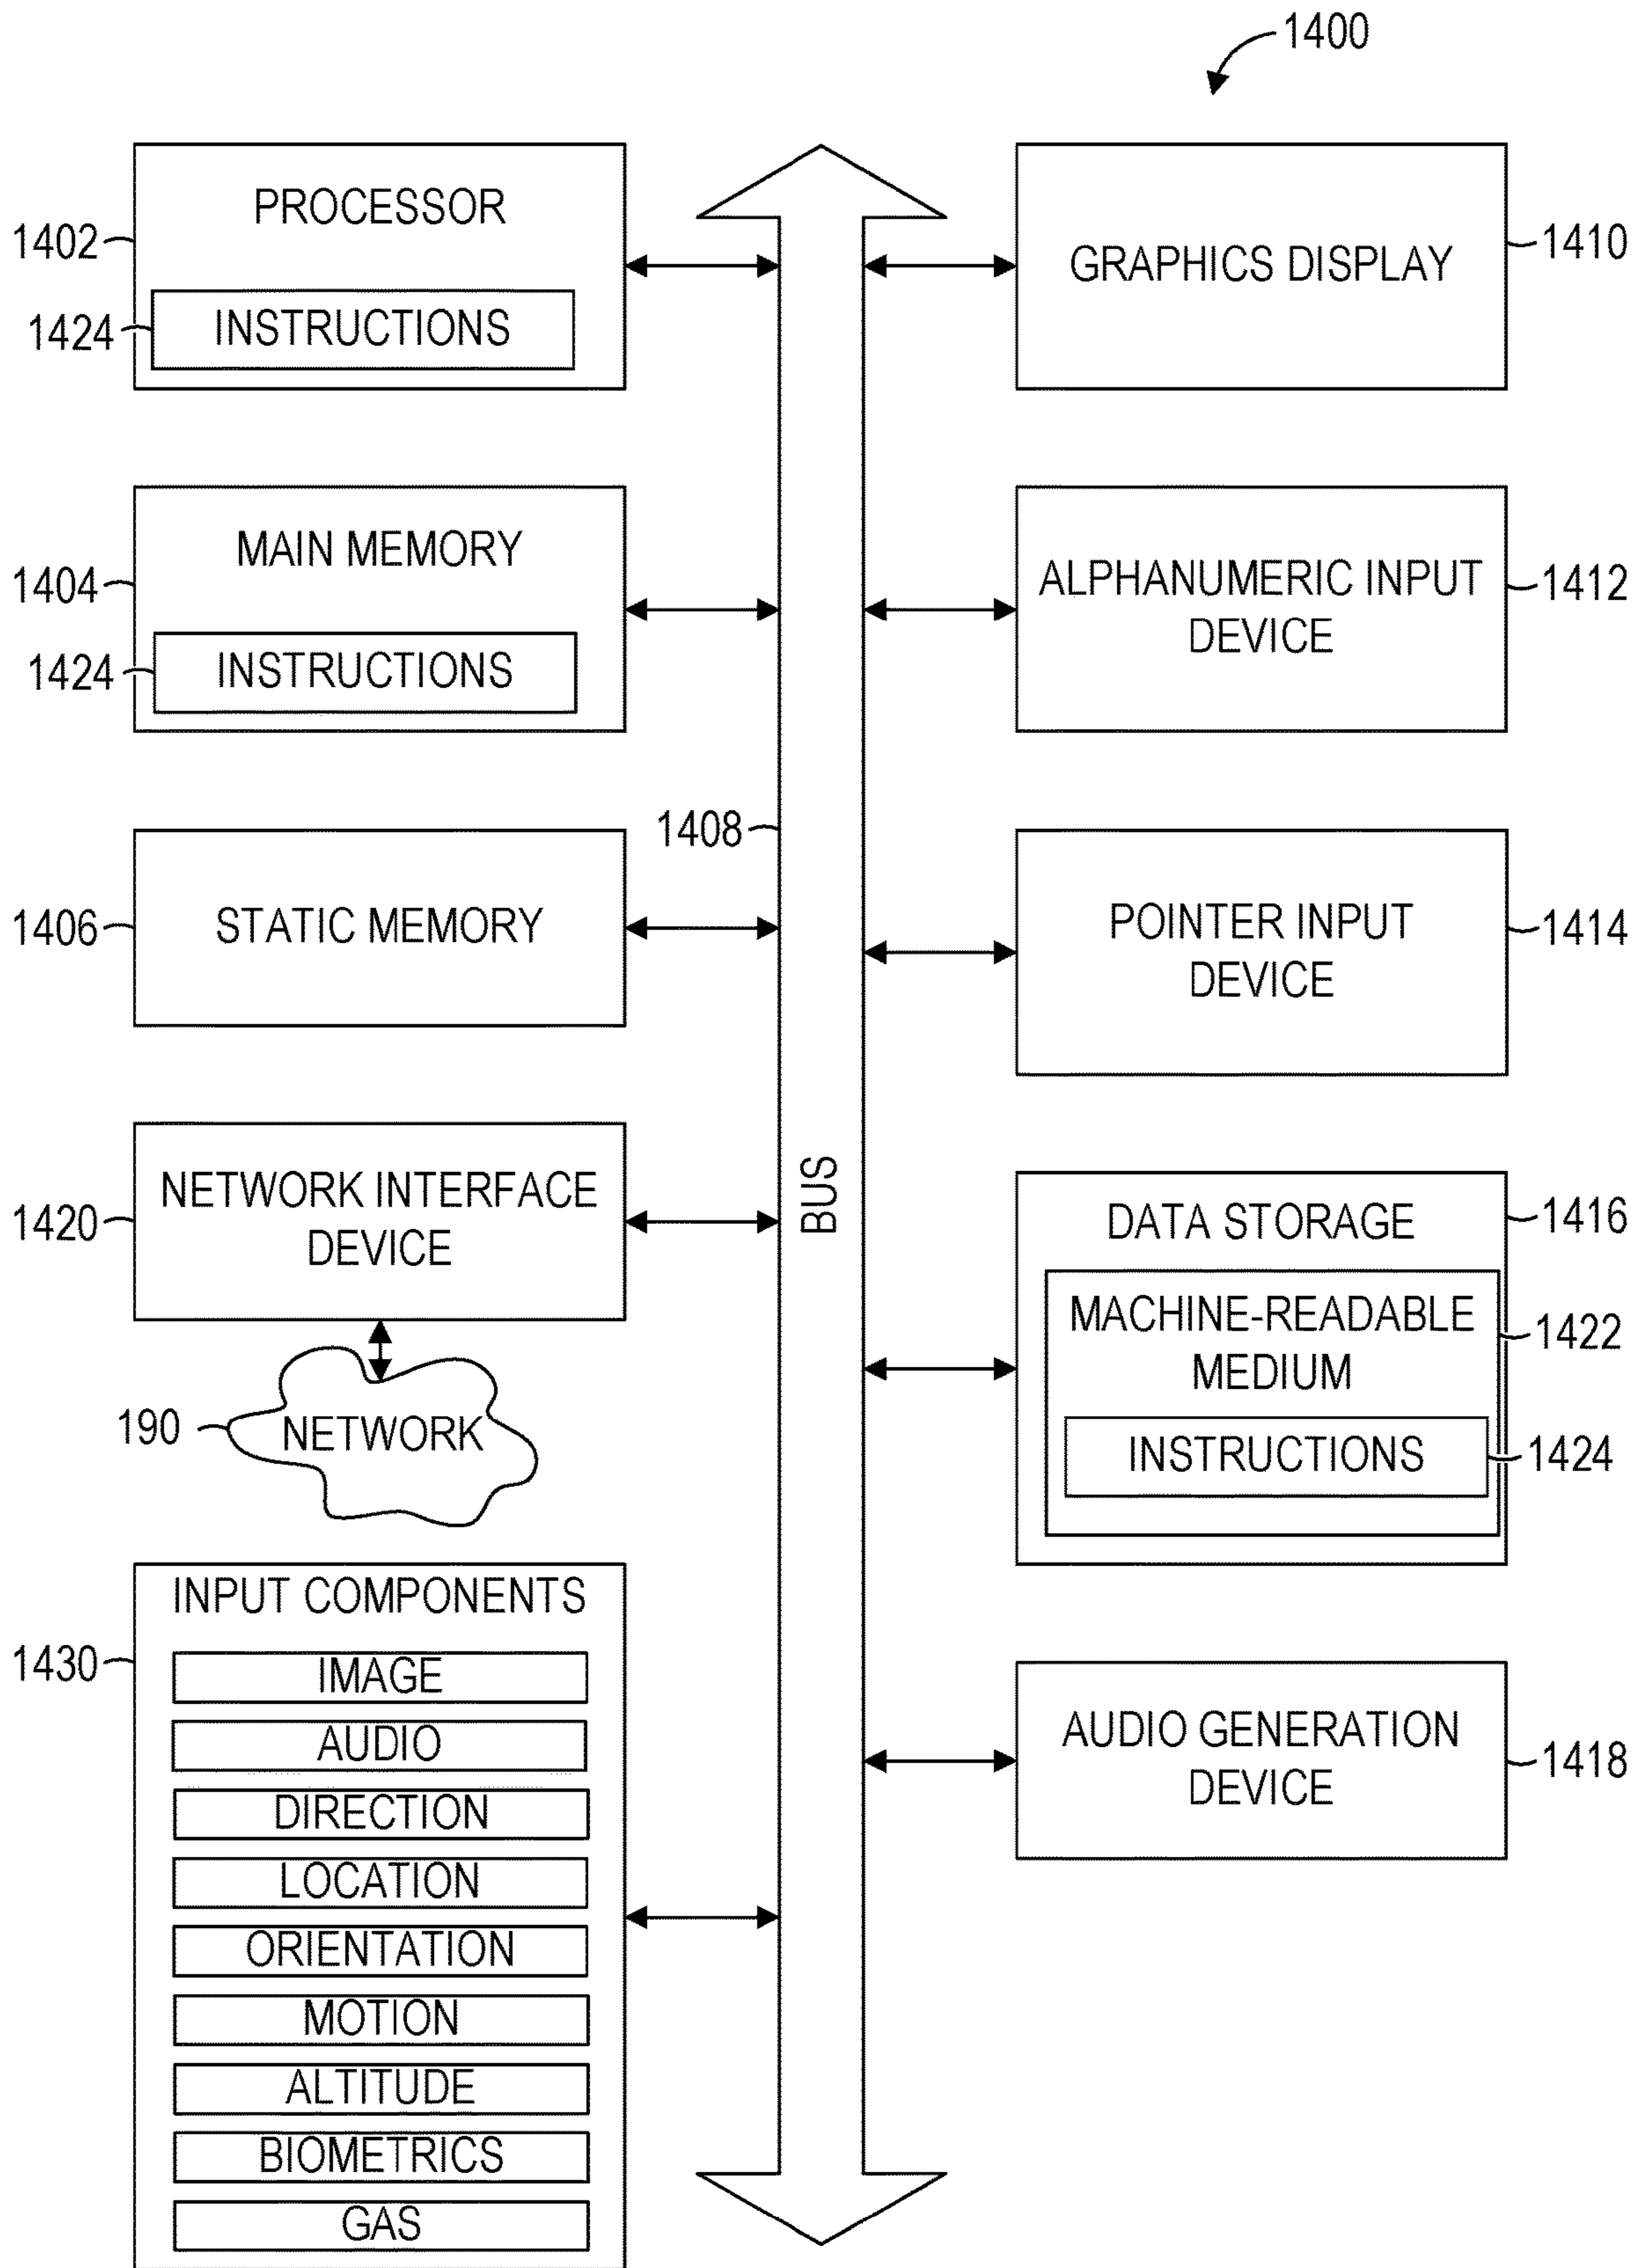 1400
PROCESSOR
1402
1424
INSTRUCTIONS
MAIN MEMORY
1404
1424
INSTRUCTIONS
1408
1406
STATIC MEMORY
1420
NETWORK INTERFACE
DEVICE
190
NETWORK
INPUT COMPONENTS
1430
IMAGE
AUDIO
DIRECTION
LOCATION
ORIENTATION
MOTION
ALTITUDE
BIOMETRICS
GAS
BUS
GRAPHICS DISPLAY
1410
ALPHANUMERIC INPUT
DEVICE
1412
POINTER INPUT
DEVICE
1414
DATA STORAGE
1416
MACHINE-READABLE
MEDIUM
1422
INSTRUCTIONS
1424
AUDIO GENERATION
DEVICE
1418